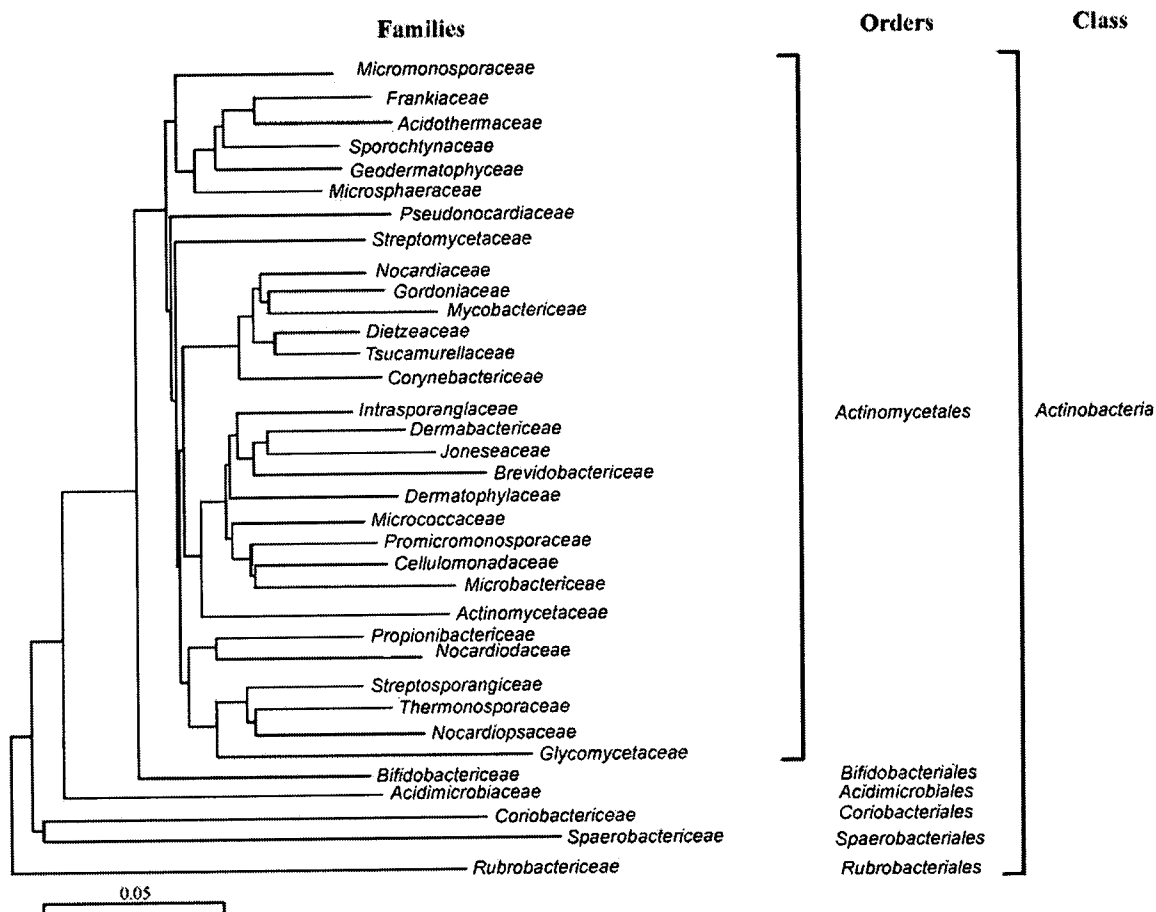 Families
Orders
Class
Micromonosporaceae
Frankiaceae
Acidothermaceae
Sporochtynaceae
Geodermatophyceae
Microsphaeraceae
Pseudonocardiaceae
Streptomycetaceae
Nocardiaceae
Gordoniaceae
Mycobactericeae
Dietzeaceae
Tsucamurellaceae
Corynebactericeae
Intrasporanglaceae
Actinomycetales
Actinobacteria
Dermabactericeae
Joneseaceae
Brevidobactericeae
Dermatophylaceae
Micrococcaceae
Promicromonosporaceae
Cellulomonadaceae
Microbactericeae
Actinomycetaceae
Propionibactericeae
Nocardiodaceae
Streptosporangiceae
Thermonosporaceae
Nocardiopsaceae
Glycomycetaceae
Bifidobactericeae
Bifidobacteriales
Acidimicrobiaceae
Acidimicrobiales
Coriobactericeae
Coriobacteriales
Spaerobactericeae
Spaerobacteriales
Rubrobactericeae
Rubrobacteriales
0.05